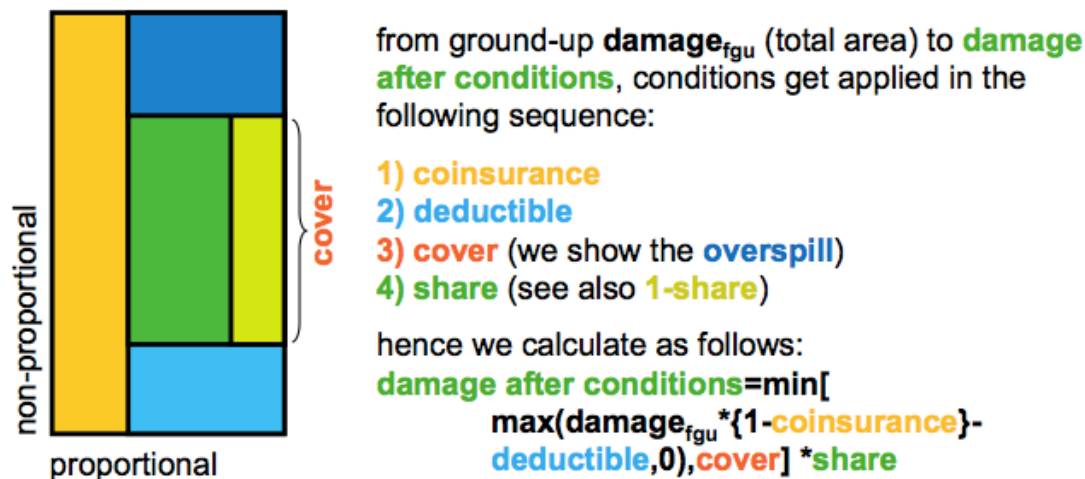 non-proportional
proportional
cover
from ground-up damage_fgu (total area) to damage
after conditions, conditions get applied in the
following sequence:
1) coinsurance
2) deductible
3) cover (we show the overspill)
4) share (see also 1-share)
hence we calculate as follows:
damage after conditions=min[
max(damage_fgu*{1-coinsurance}-
deductible,0),cover] *share